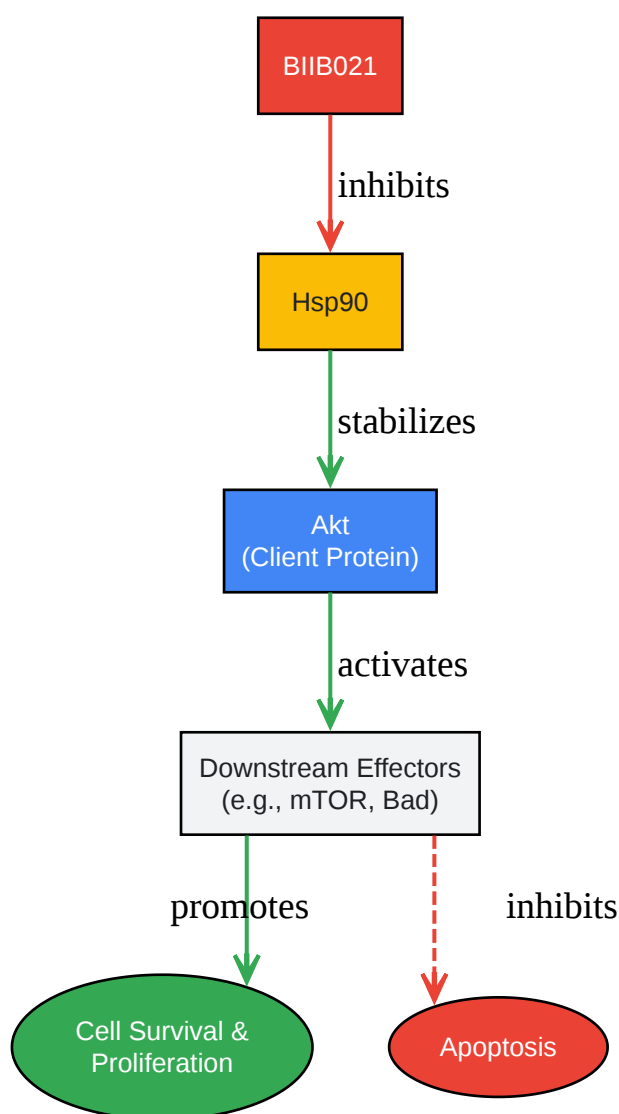 BIIB021
inhibits
Hsp90
stabilizes
Akt
(Client Protein)
activates
Downstream Effectors
(e.g., mTOR, Bad)
promotes
inhibits
Cell Survival &
Proliferation
Apoptosis